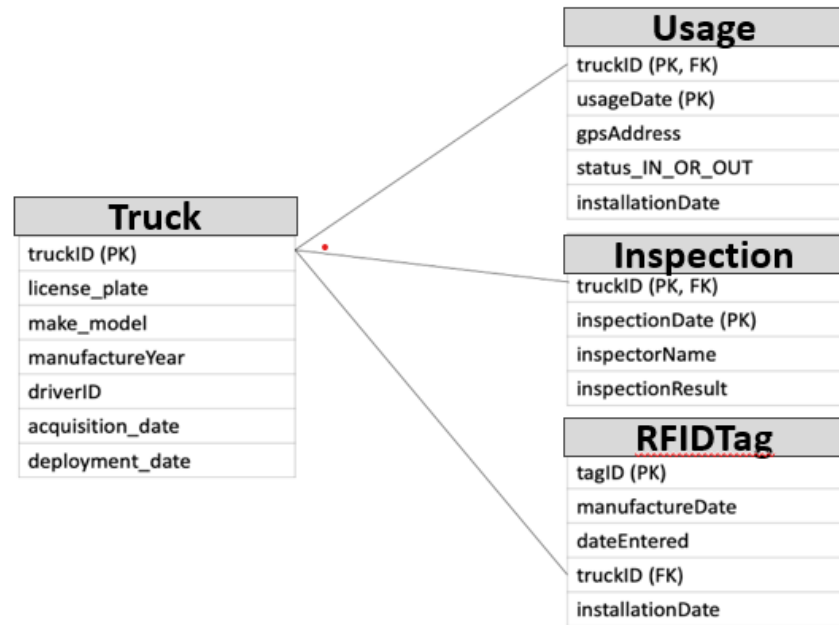 Truck
truckID (PK)
license_plate
make_model
manufactureYear
driverID
acquisition_date
deployment_date
Usage
truckID (PK, FK)
usageDate (PK)
gpsAddress
status_IN_OR_OUT
installationDate
Inspection
truckID (PK, FK)
inspectionDate (PK)
inspectorName
inspectionResult
RFIDTag
tagID (PK)
manufactureDate
dateEntered
truckID (FK)
installationDate